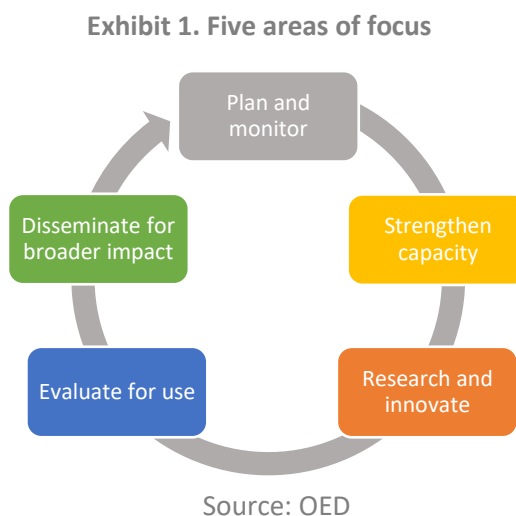 Exhibit 1. Five areas of focus
Plan and
monitor
Strengthen
capacity
Research and
innovate
Evaluate for use
Disseminate for
broader impact
Source: OED